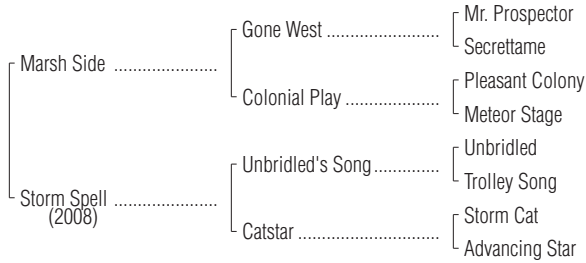 Mr. Prospector
Gone West ........................
Secrettame
Marsh Side ......................
Pleasant Colony
Colonial Play ....................
Meteor Stage
Unbridled
Unbridled's Song..............
Trolley Song
Storm Spell ......................
(2008)
Storm Cat
Catstar ..............................
Advancing Star